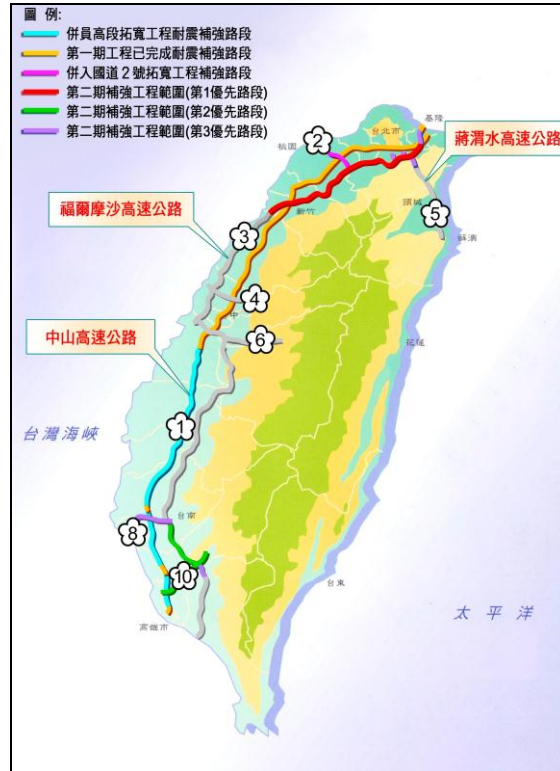 圖 例:
併員高段拓寬工程耐震補強路段
第一期工程已完成耐震補強路段
併入國道2號拓寬工程補強路段
第二期補強工程範圍(第1優先路段)
第二期補強工程範圍(第2優先路段)
第二期補強工程範圍(第3優先路段)
基隆
台北市
蔣渭水高速公路
2
桃園
頭城
新竹
5
福爾摩沙高速公路
3
蘇澳
4
中
6
中山高速公路
花蓮
1
台灣海峽
台南
8
10
台東
高雄市
太平洋